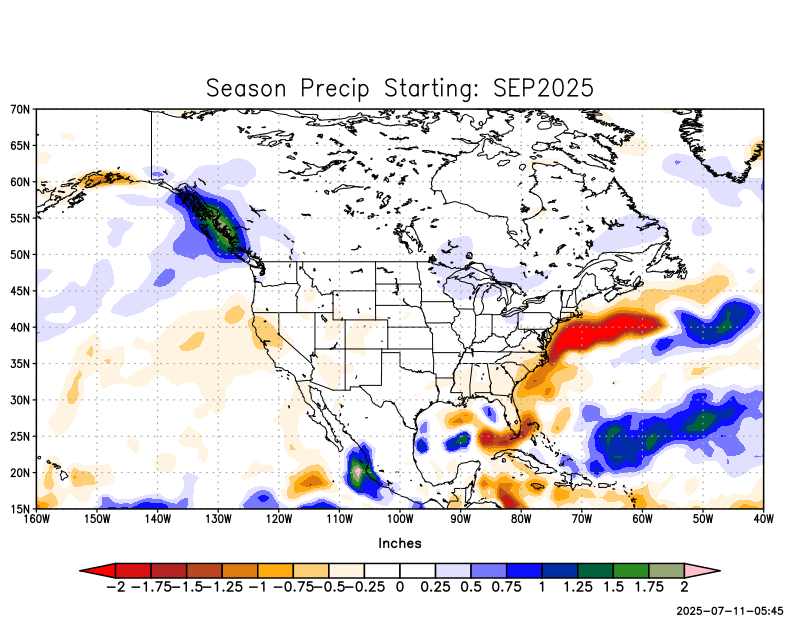 Season Precip Starting: SEP2025
70N
65N
60N
55N
50N
45N
40N
35N
30N
25N
20N
15N
160W 150W 140W 130W 120W 110W 100W 90W 80W 70W 60W 50W 40W
Inches
-2 -1.75 -1.5 -1.25 -1 -0.75 -0.5 -0.25 0 0.25 0.5 0.75 1 1.25 1.5 1.75 2
2025-07-11-05:45